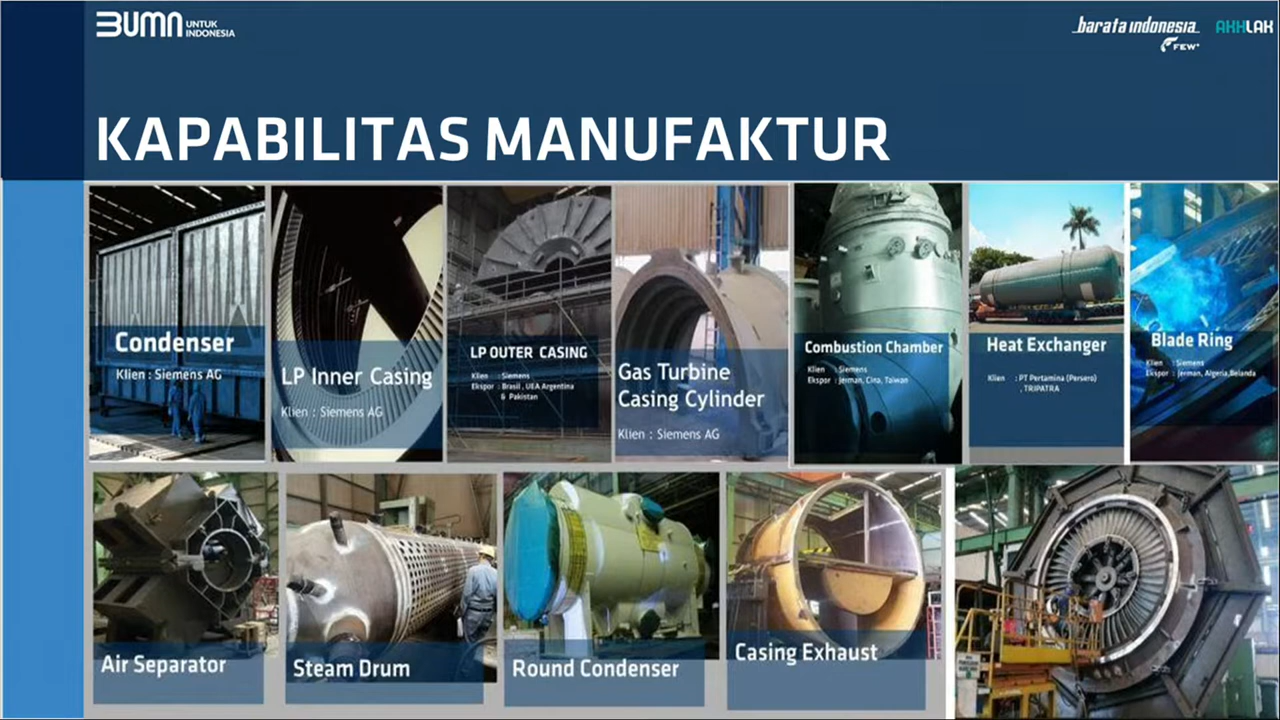 BUMN UNTUK
INDONESIA
barata indonesia
FEW
AKHLAK
KAPABILITAS MANUFAKTUR
Condenser
Klien : Siemens AG
LP Inner Casing
Klien : Siemens AG
LP OUTER CASING
Klien : Siemens
Ekspor : Brasil , UEA Argentina
& Pakistan
Gas Turbine
Casing Cylinder
Klien : Siemens AG
Combustion Chamber
Klien : Siemens
Ekspor : Jerman, Cina, Taiwan
Heat Exchanger
Klien : PT Pertamina (Persero)
, TRIPATRA
Blade Ring
Klien : Siemens
Ekspor : Jerman, Algeria,Belanda
Air Separator
Steam Drum
Round Condenser
Casing Exhaust